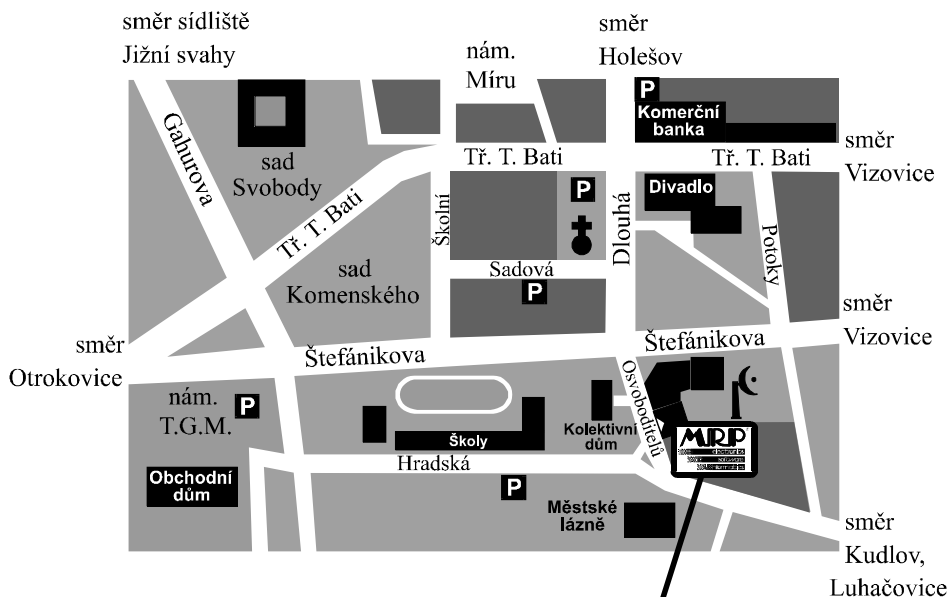 směr sídliště
Jižní svahy
nám.
Míru
směr
Holešov
P
Komerční
banka
směr
Vizovice
Gahurova
sad
Svobody
Tř. T. Bati
Tř. T. Bati
Tř. T. Bati
Školní
P
Dlouhá
Divadlo
Potoky
Sadová
P
sad
Komenského
směr
Vizovice
směr
Otrokovice
Štefánikova
Štefánikova
nám.
T.G.M.
P
Školy
Hradská
Kolektivní
dům
Osvoboditelů
MRP
electronics
software
Obchodní
dům
P
Městské
lázně
směr
Kudlov,
Luhačovice